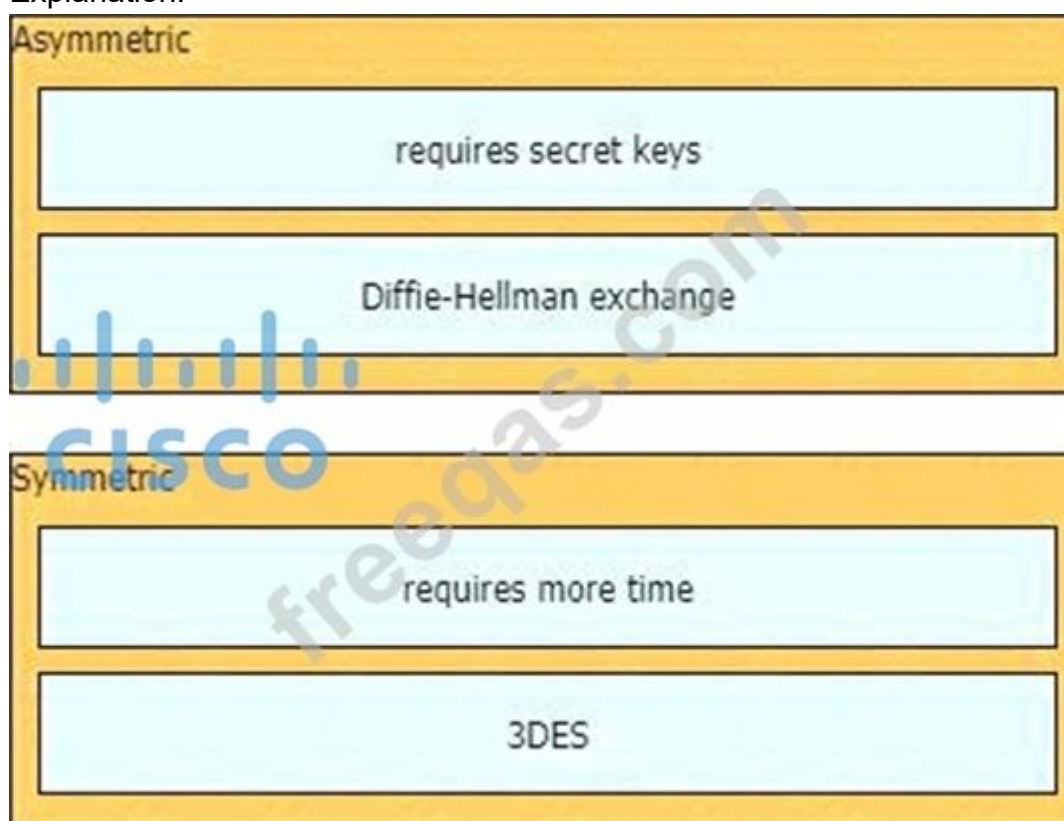 Explanation:
Asymmetric
requires secret keys
Diffie-Hellman exchange
CISCO
Symmetric
requires more time
3DES
freeqas.com